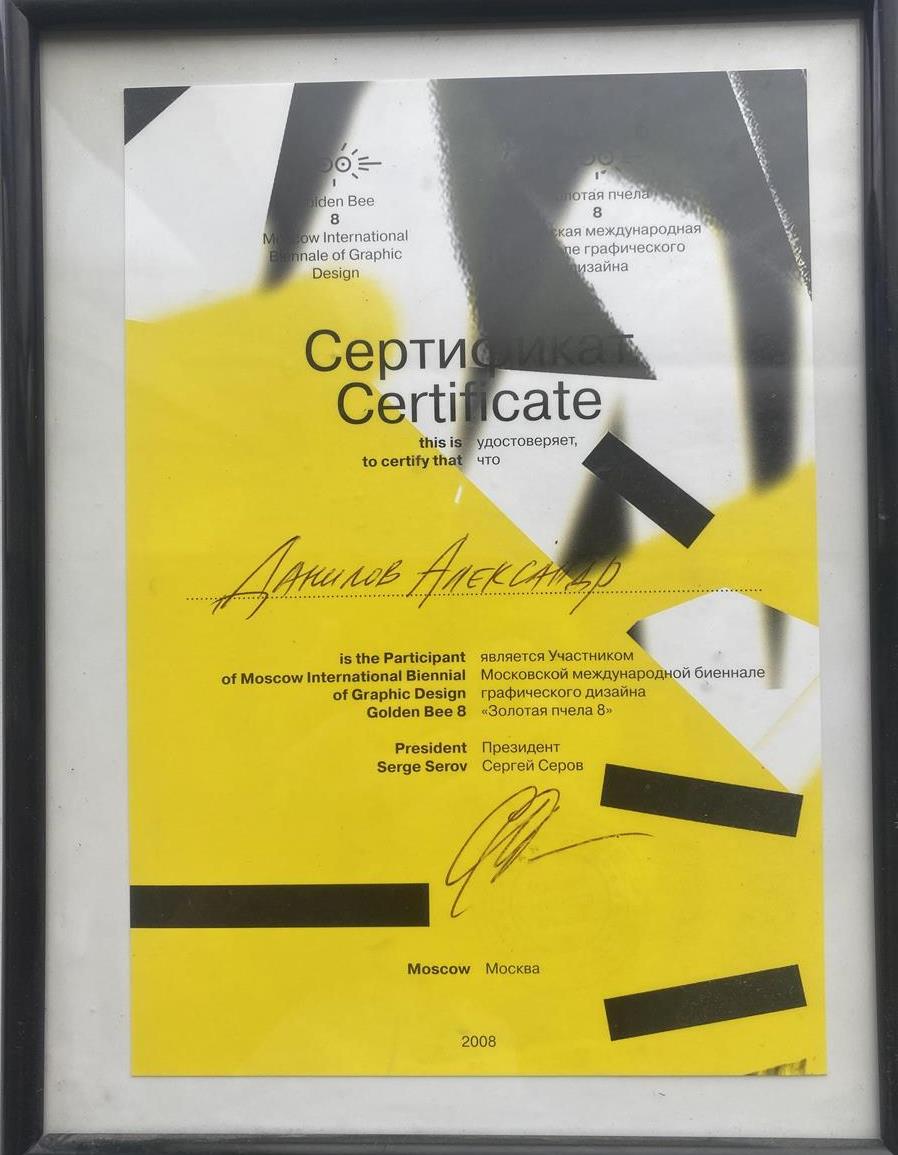 Golden Bee
8
Moscow International
Biennale of Graphic
Design
Золотая пчела
8
международная
графического
дизайна
Сертификат
Certificate
this is
to certify that
удостоверяет,
что
Данилов Александр
is the Participant
of Moscow International Biennial
of Graphic Design
Golden Bee 8
является Участником
Московской международной биеннале
графического дизайна
«Золотая пчела 8»
President
Serge Serov
Президент
Сергей Серов
Moscow Москва
2008